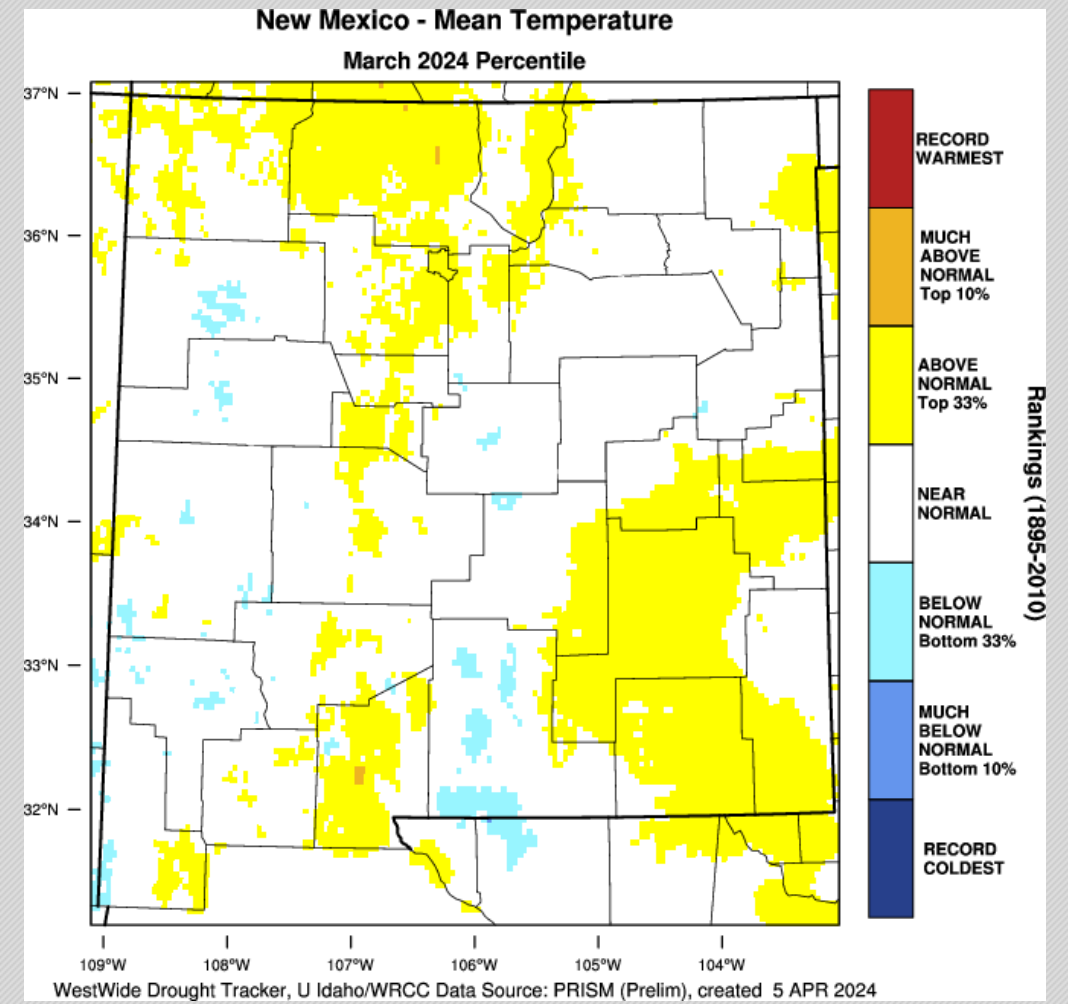 New Mexico - Mean Temperature
March 2024 Percentile
37°N
36°N
35°N
34°N
33°N
32°N
109°W
108°W
107°W
106°W
105°W
104°W
RECORD
WARMEST
MUCH
ABOVE
NORMAL
Top 10%
ABOVE
NORMAL
Top 33%
NEAR
NORMAL
BELOW
NORMAL
Bottom 33%
MUCH
BELOW
NORMAL
Bottom 10%
RECORD
COLDEST
Rankings (1895-2010)
WestWide Drought Tracker, U Idaho/WRCC Data Source: PRISM (Prelim), created 5 APR 2024